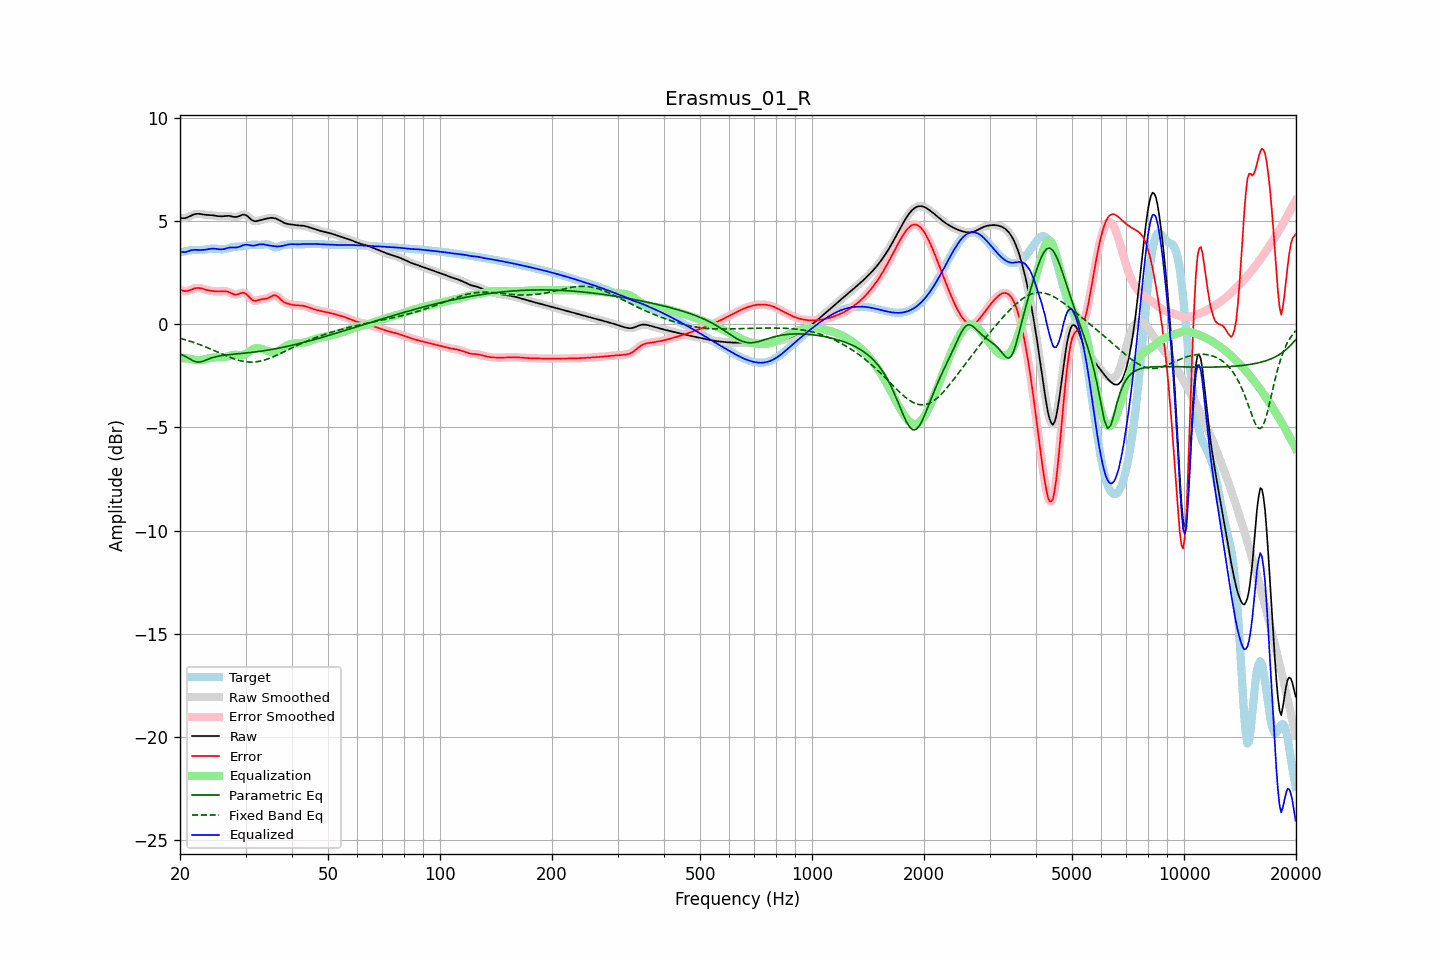 Erasmus_01_R
10
5
0
−5
−10
−15
−20
−25
Amplitude (dBr)
Target
Raw Smoothed
Error Smoothed
Raw
Error
Equalization
Parametric Eq
Fixed Band Eq
Equalized
20 50 100 200 500 1000 2000 5000 10000 20000
Frequency (Hz)